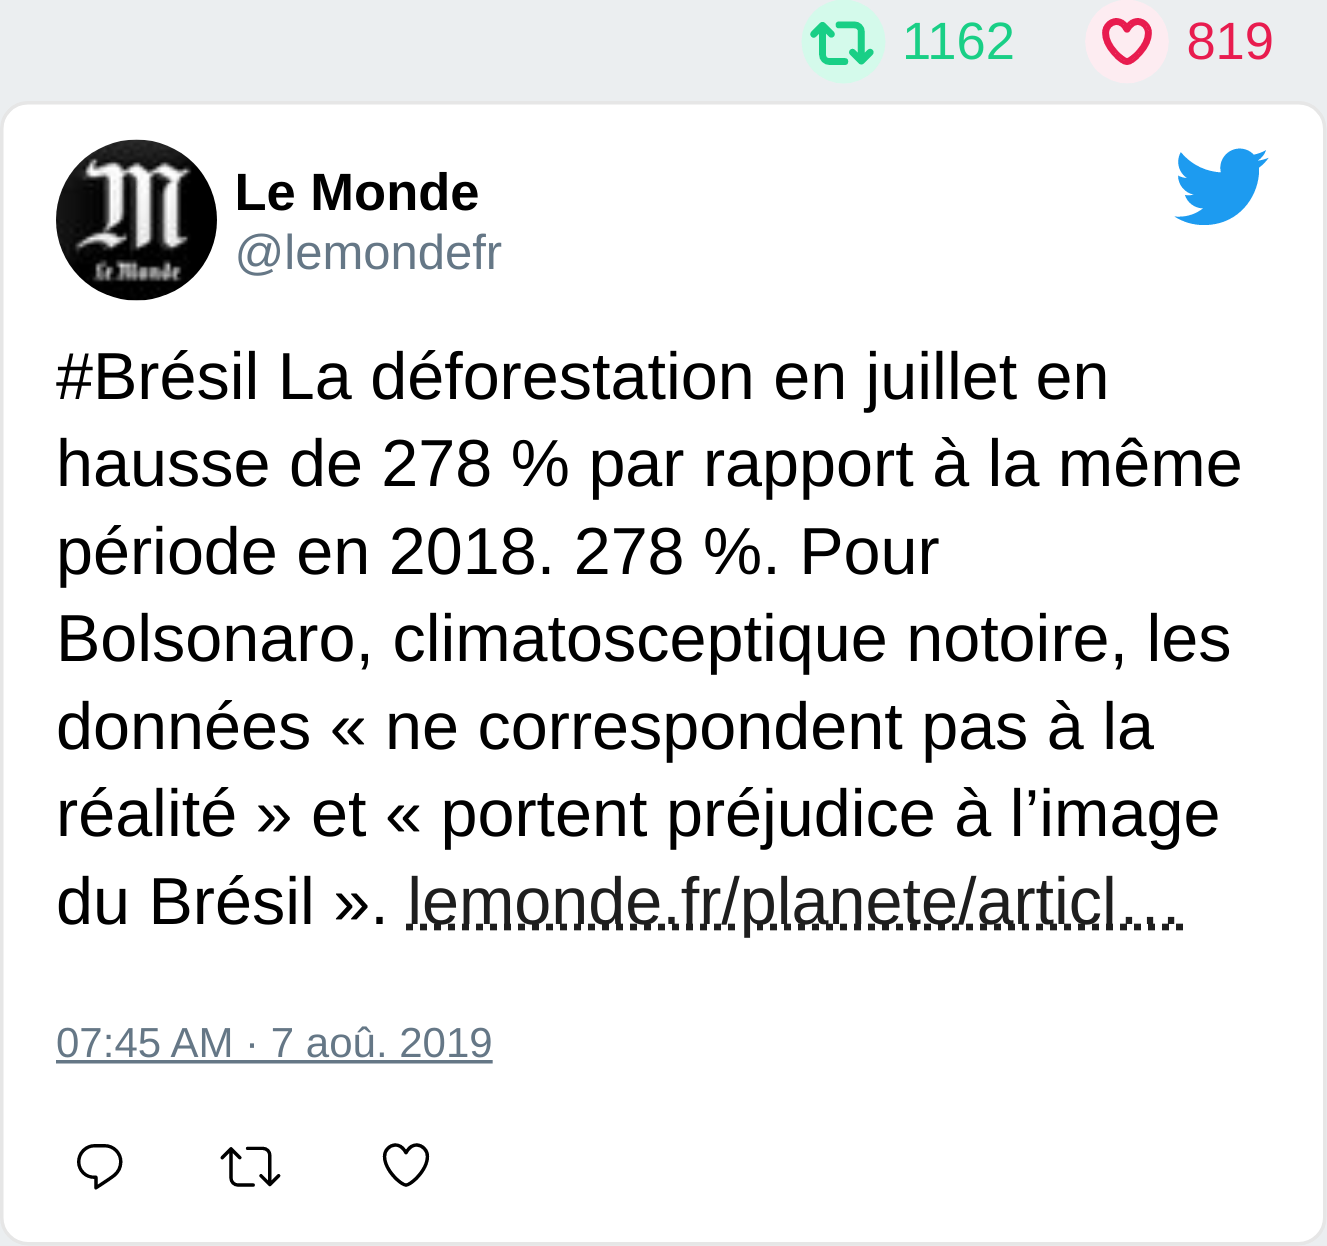 1162 819
Le Monde
Le Monde
@lemondefr
#Brésil La déforestation en juillet en
hausse de 278 % par rapport à la même
période en 2018. 278 %. Pour
Bolsonaro, climatosceptique notoire, les
données « ne correspondent pas à la
réalité » et « portent préjudice à l’image
du Brésil ». lemonde.fr/planete/articl…
07:45 AM · 7 aoû. 2019